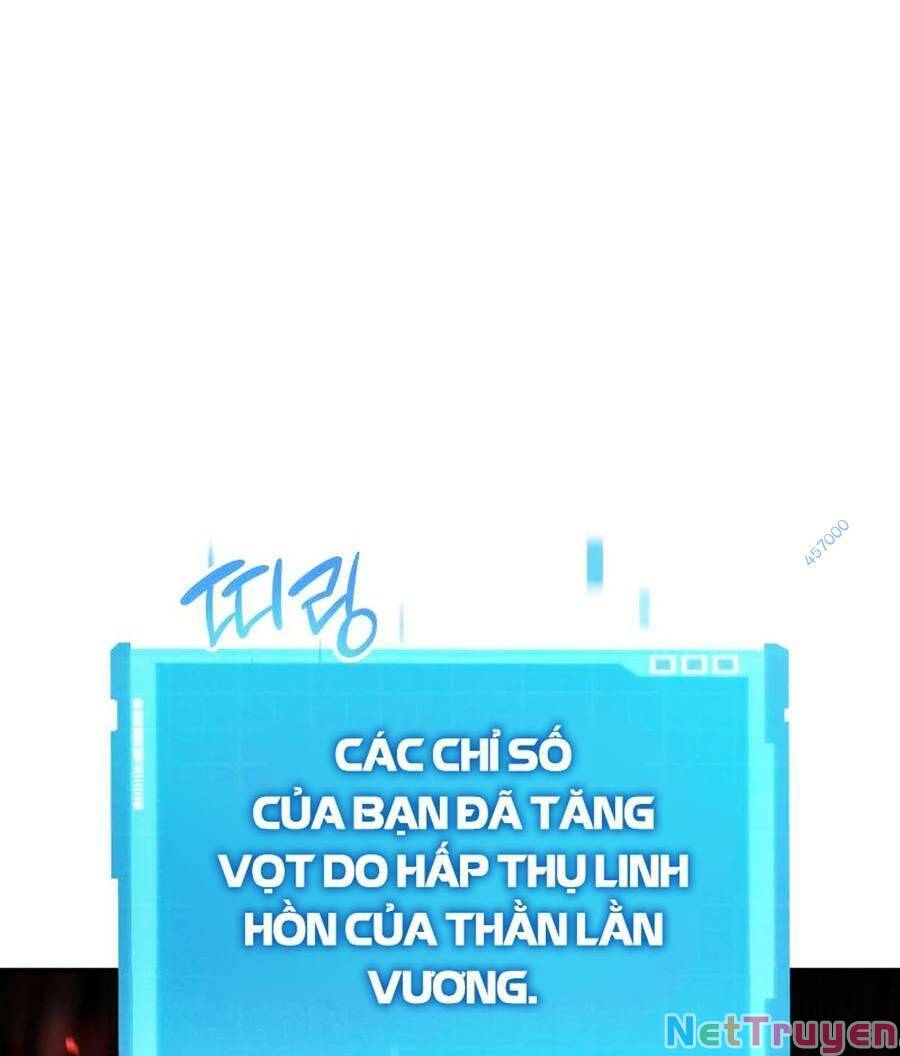 457000
띠링
CÁC CHỈ SỐ
CỦA BẠN ĐÃ TĂNG
VỌT DO HẤP THỤ LINH
HỒN CỦA THẰN LẰN
VƯƠNG.
NetTruyen